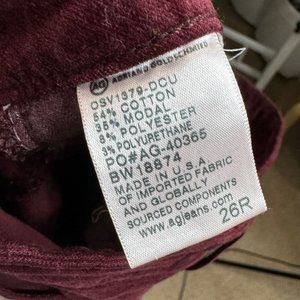 AG
ADRIANO GOLDSCHMIED
OSV1979-DCU
54% COTTON
35% MODAL
8% POLYESTER
3% POLYURETHANE
PO#AG-40365
BW18874
MADE IN U.S.A
OF IMPORTED FABRIC
AND GLOBALLY
SOURCED COMPONENTS
www.agjeans.com
26R